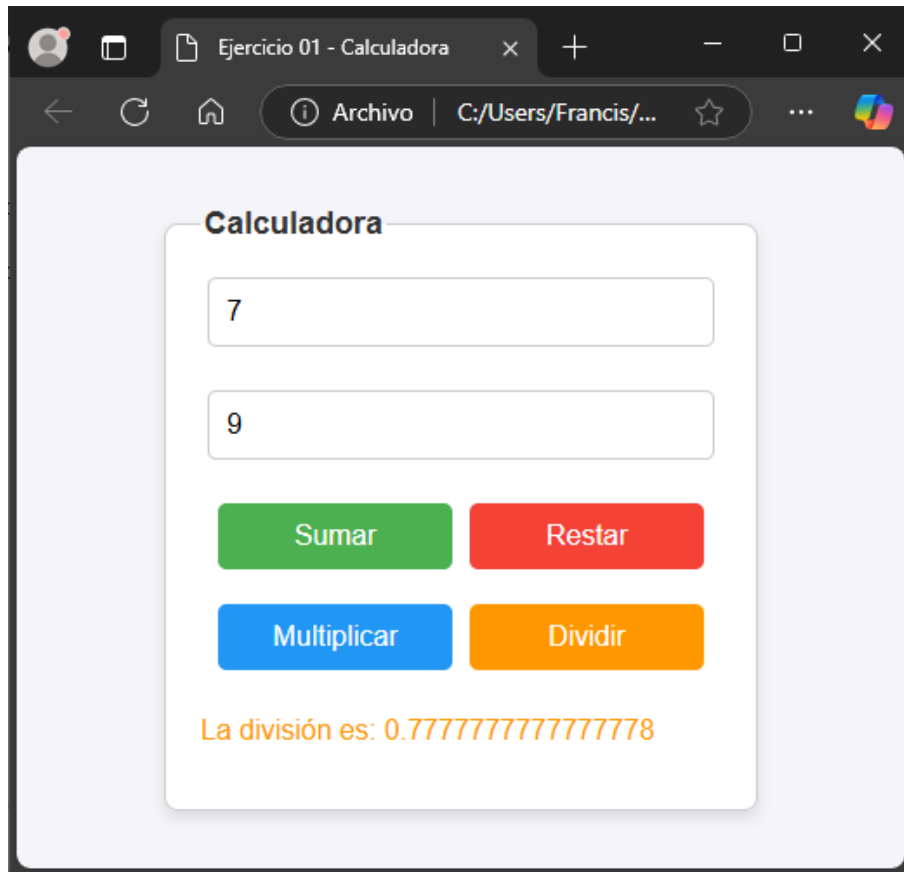 Ejercicio 01 - Calculadora
Archivo C:/Users/Francis/...
Calculadora
7
9
Sumar Restar
Multiplicar Dividir
La división es: 0.7777777777777778